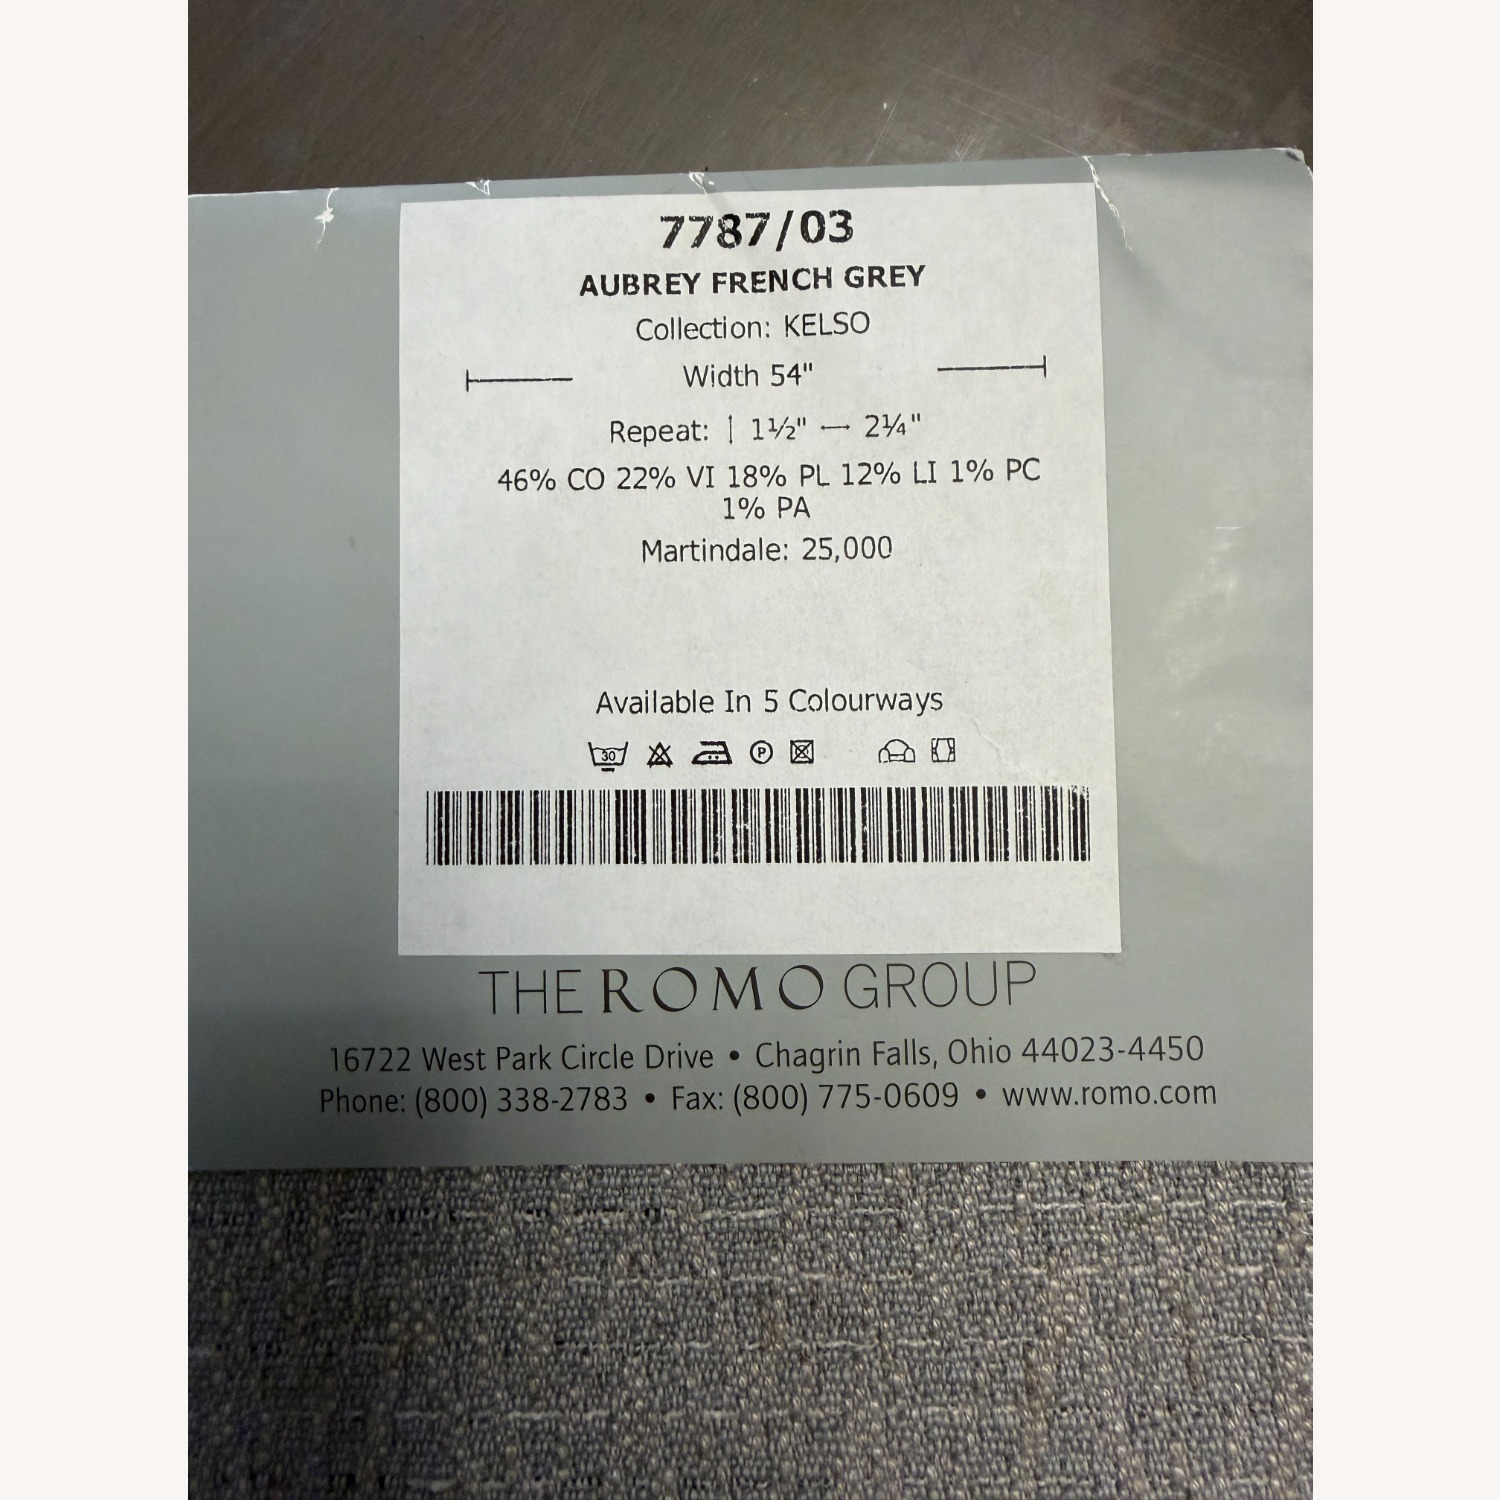 7787/03
AUBREY FRENCH GREY
Collection: KELSO
Width 54"
Repeat: 1½" 2¼"
46% CO 22% VI 18% PL 12% LI 1% PC
1% PA
Martindale: 25,000
Available In 5 Colourways
30 P
THE ROMO GROUP
16722 West Park Circle Drive • Chagrin Falls, Ohio 44023-4450
Phone: (800) 338-2783 • Fax: (800) 775-0609 • www.romo.com